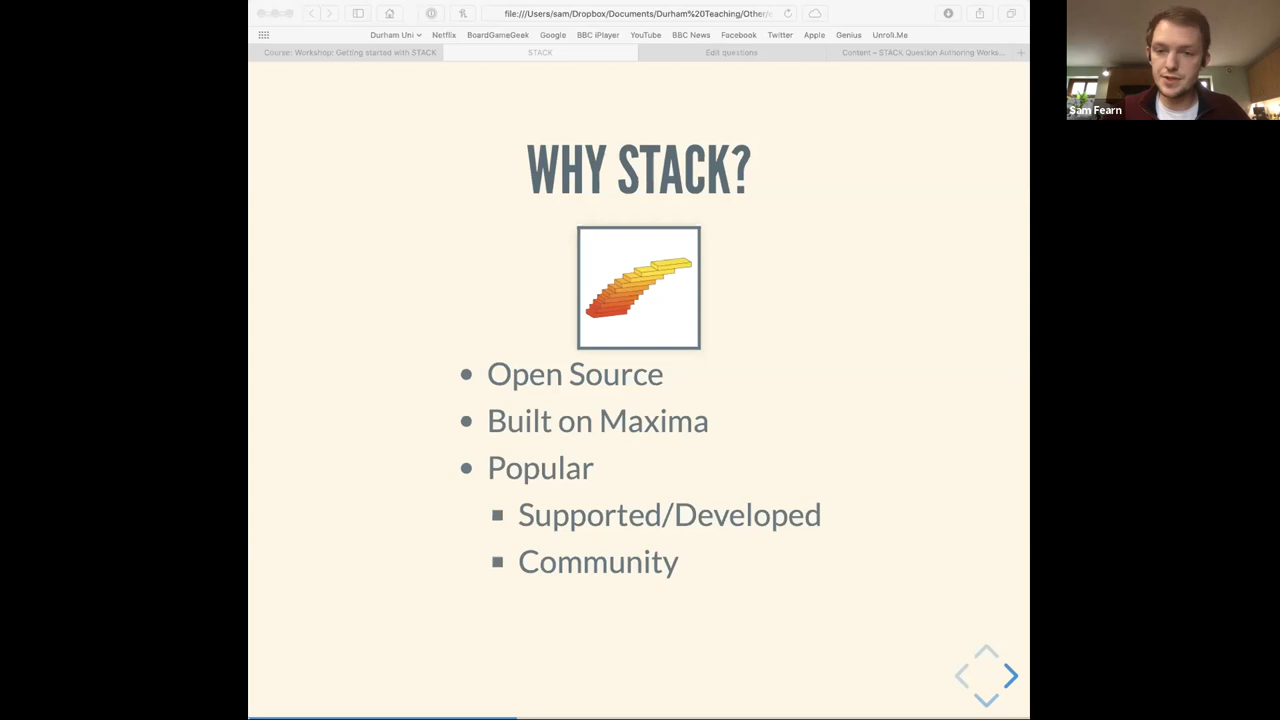 file:///Users/sam/Dropbox/Documents/Durham%20Teaching/Other/e
Durham Uni Netflix BoardGameGeek Google BBC iPlayer YouTube BBC News Facebook Twitter Apple Genius Unroll.Me
Course: Workshop: Getting started with STACK STACK Edit questions Content – STACK Question Authoring Works...
Sam Fearn
WHY STACK?
Open Source
Built on Maxima
Popular
Supported/Developed
Community